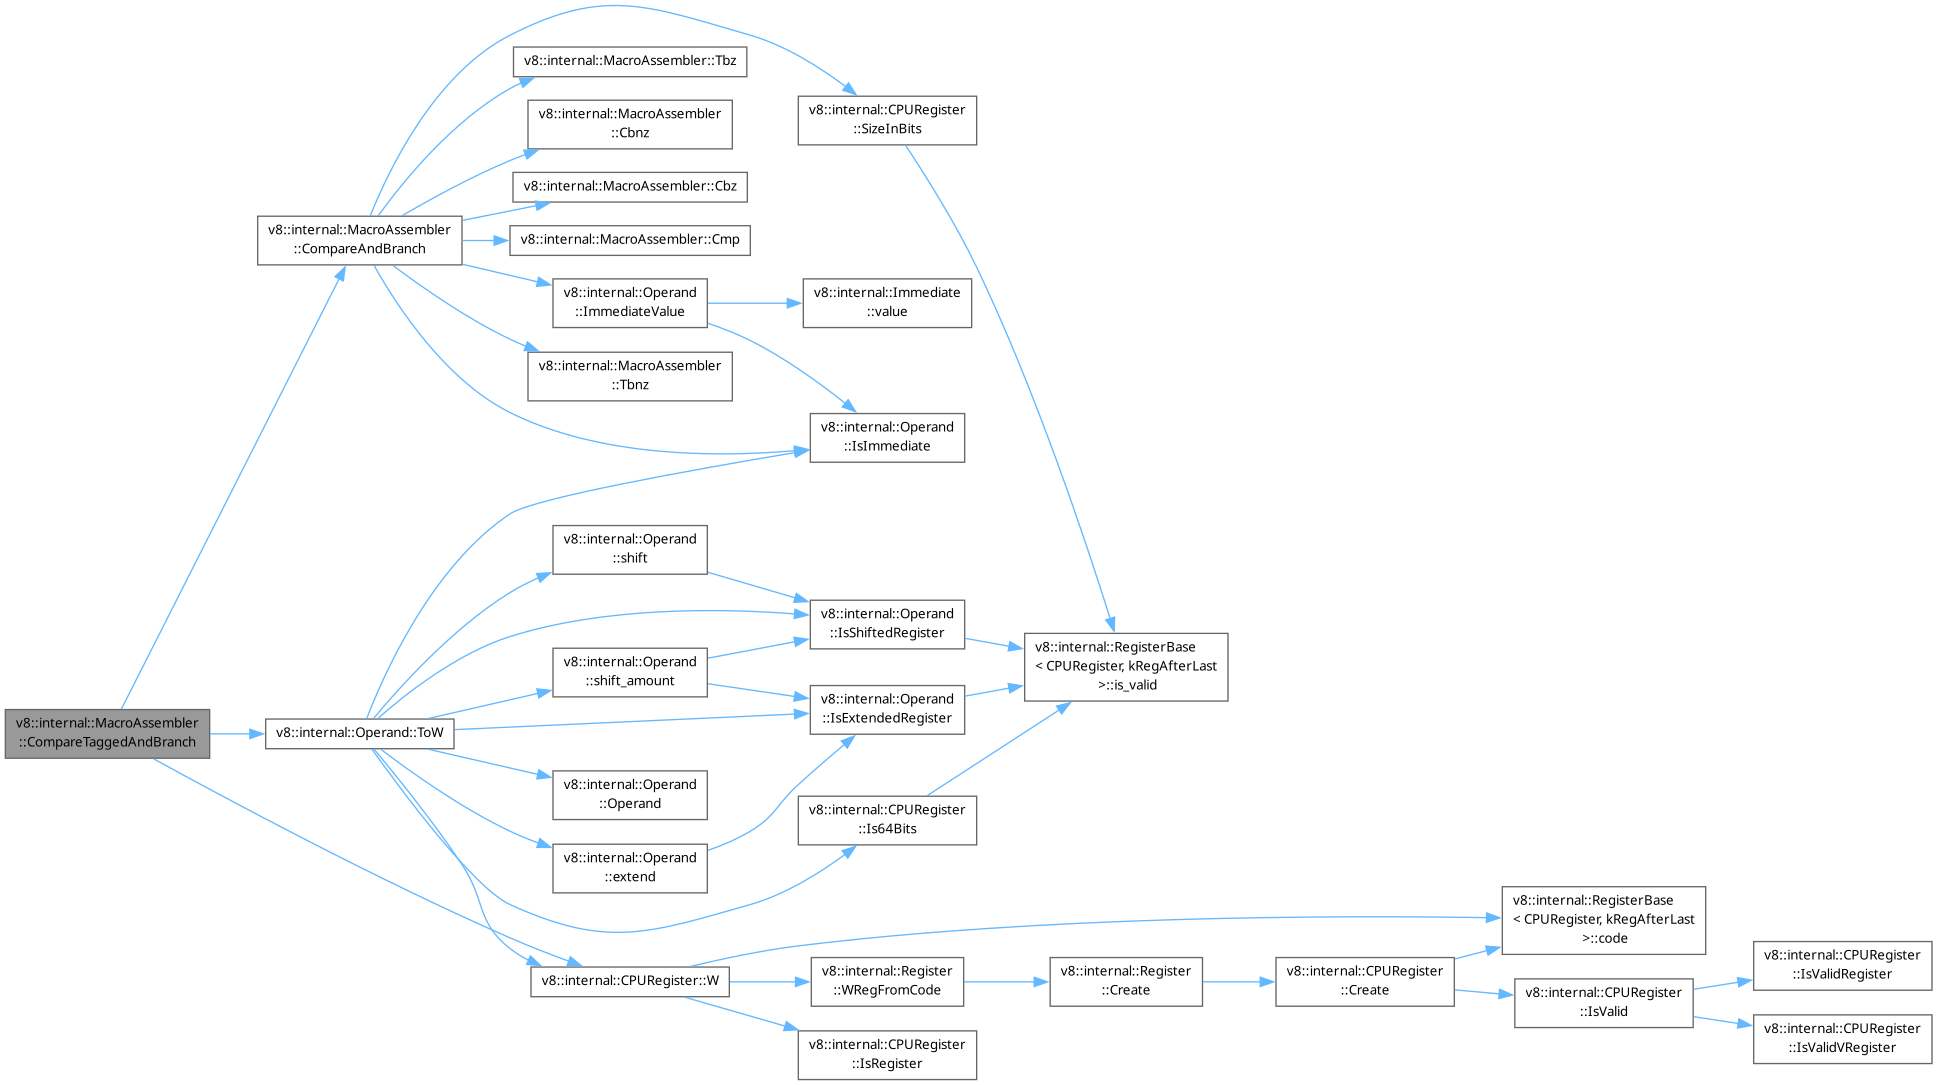 v8::internal::MacroAssembler
::CompareTaggedAndBranch
v8::internal::MacroAssembler
::CompareAndBranch
v8::internal::Operand::ToW
v8::internal::MacroAssembler::Tbz
v8::internal::MacroAssembler
::Cbnz
v8::internal::MacroAssembler::Cbz
v8::internal::MacroAssembler::Cmp
v8::internal::Operand
::ImmediateValue
v8::internal::MacroAssembler
::Tbnz
v8::internal::Operand
::shift
v8::internal::Operand
::shift_amount
v8::internal::Operand
::Operand
v8::internal::Operand
::extend
v8::internal::CPURegister::W
v8::internal::CPURegister
::SizeInBits
v8::internal::Immediate
::value
v8::internal::Operand
::IsImmediate
v8::internal::Operand
::IsShiftedRegister
v8::internal::Operand
::IsExtendedRegister
v8::internal::CPURegister
::Is64Bits
v8::internal::Register
::WRegFromCode
v8::internal::CPURegister
::IsRegister
v8::internal::RegisterBase
< CPURegister, kRegAfterLast
>::is_valid
v8::internal::Register
::Create
v8::internal::CPURegister
::Create
v8::internal::RegisterBase
< CPURegister, kRegAfterLast
>::code
v8::internal::CPURegister
::IsValid
v8::internal::CPURegister
::IsValidRegister
v8::internal::CPURegister
::IsValidVRegister